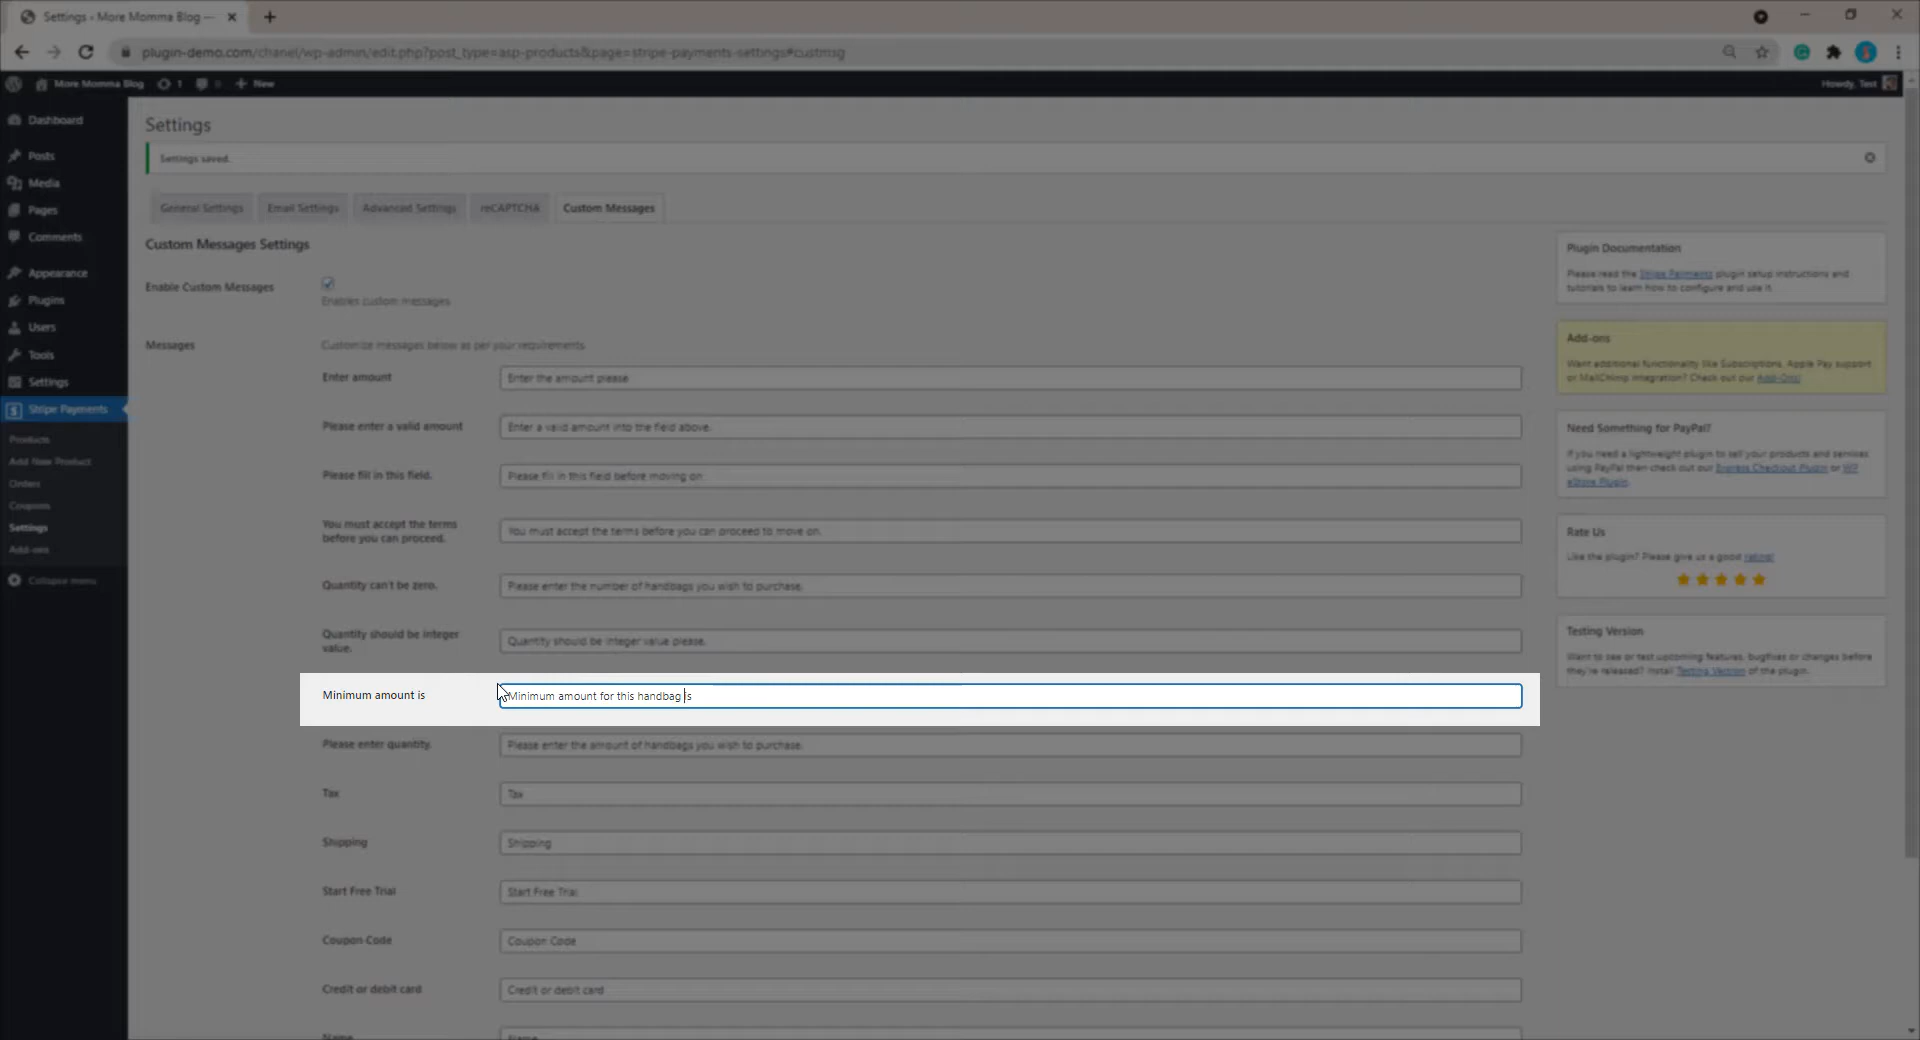 Settings ‹ More Momma Blog —
plugin-demo.com/chanel/wp-admin/edit.php?post_type=asp-products&page=stripe-payments-settings#custmsg
More Momma Blog 1 0 New
Howdy, Test
Dashboard
Posts
Media
Pages
Comments
Appearance
Plugins
Users
Tools
Settings
Stripe Payments
Products
Add New Product
Orders
Coupons
Settings
Add-ons
Collapse menu
Settings
Settings saved.
General Settings Email Settings Advanced Settings reCAPTCHA Custom Messages
Custom Messages Settings
Enable Custom Messages
Enables custom messages
Messages Customize messages below as per your requirements
Enter amount Enter the amount please
Please enter a valid amount Enter a valid amount into the field above.
Please fill in this field. Please fill in this field before moving on
You must accept the terms
before you can proceed.
You must accept the terms before you can proceed to move on.
Quantity can't be zero. Please enter the number of handbags you wish to purchase.
Quantity should be integer
value.
Quantity should be integer value please.
Minimum amount is Minimum amount for this handbag is
Please enter quantity. Please enter the amount of handbags you wish to purchase.
Tax Tax
Shipping Shipping
Start Free Trial Start Free Trial
Coupon Code Coupon Code
Credit or debit card Credit or debit card
Name Name
Plugin Documentation
Please read the Stripe Payments plugin setup instructions and
tutorials to learn how to configure and use it.
Add-ons
Want additional functionality like Subscriptions, Apple Pay support
or MailChimp integration? Check out our Add-Ons!
Need Something for PayPal?
If you need a lightweight plugin to sell your products and services
using PayPal then check out our Express Checkout Plugin or WP
eStore Plugin.
Rate Us
Like the plugin? Please give us a good rating!
Testing Version
Want to see or test upcoming features, bugfixes or changes before
they're released? Install Testing Version of the plugin.